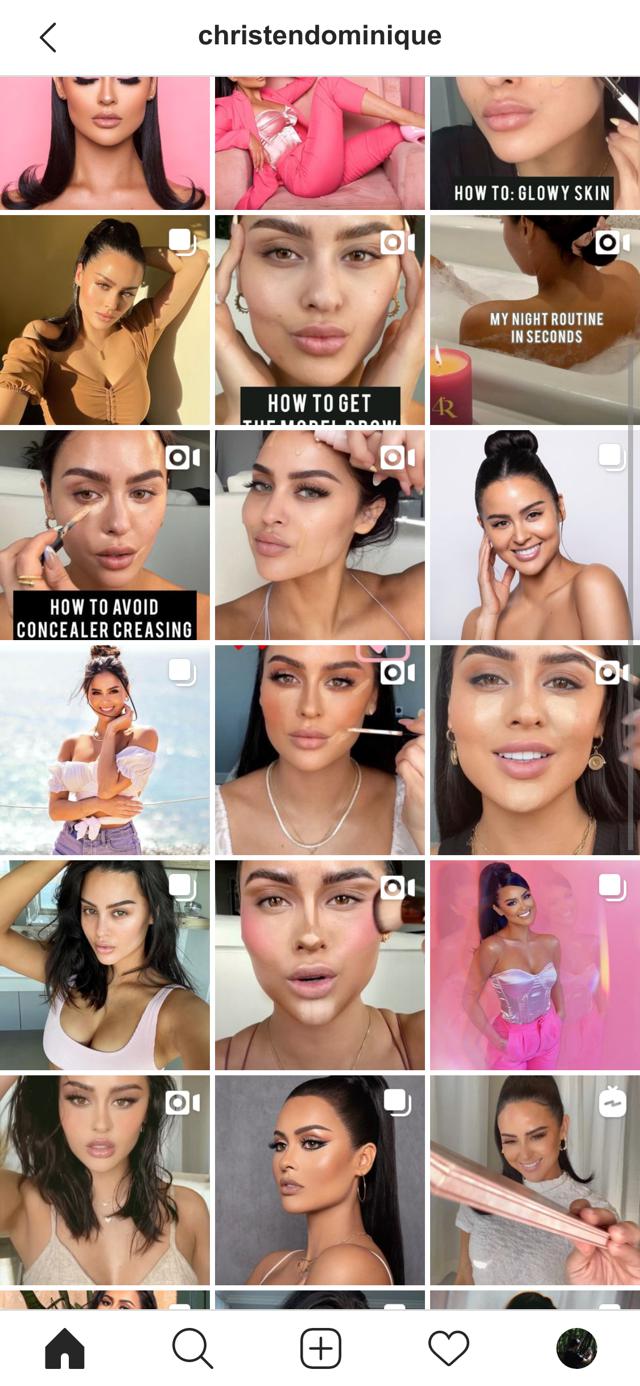 christendominique
HOW TO: GLOWY SKIN
HOW TO GET
THE MODEL BROW
MY NIGHT ROUTINE
IN SECONDS
4R
HOW TO AVOID
CONCEALER CREASING